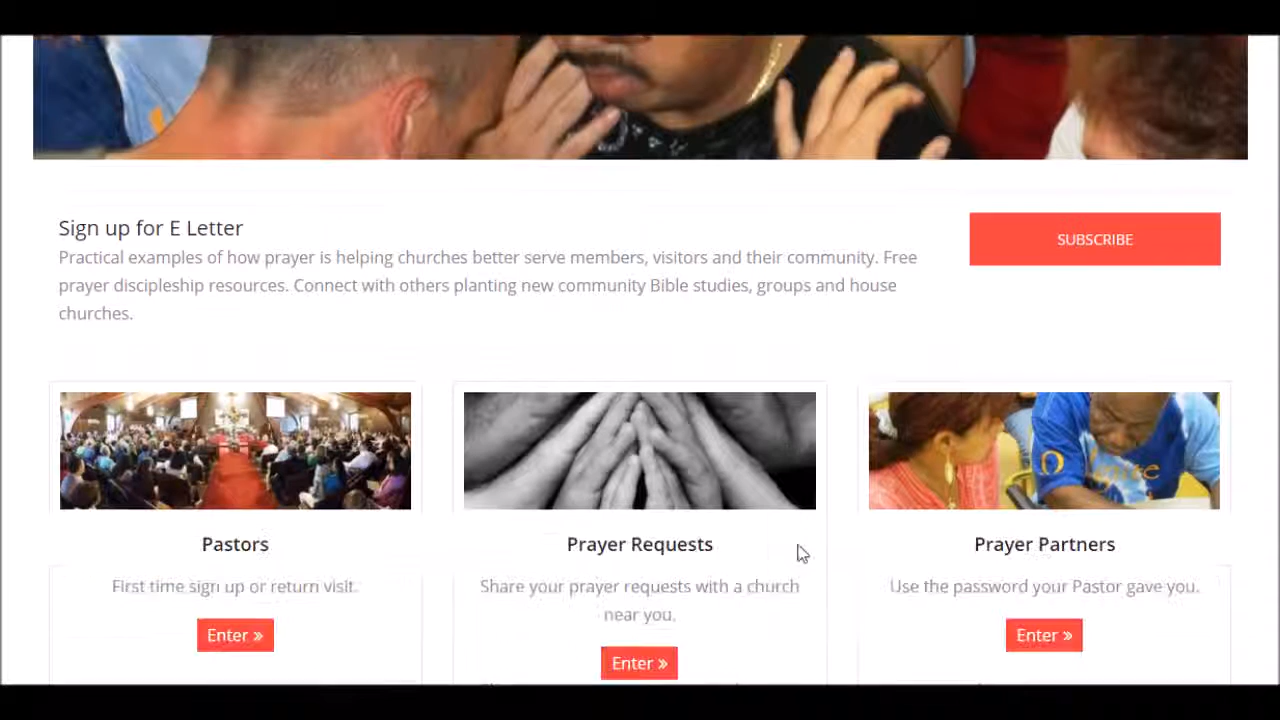 Sign up for E Letter
SUBSCRIBE
Practical examples of how prayer is helping churches better serve members, visitors and their community. Free
prayer discipleship resources. Connect with others planting new community Bible studies, groups and house
churches.
Pastors
First time sign up or return visit.
Enter »
Prayer Requests
Share your prayer requests with a church
near you.
Enter »
Prayer Partners
Use the password your Pastor gave you.
Enter »